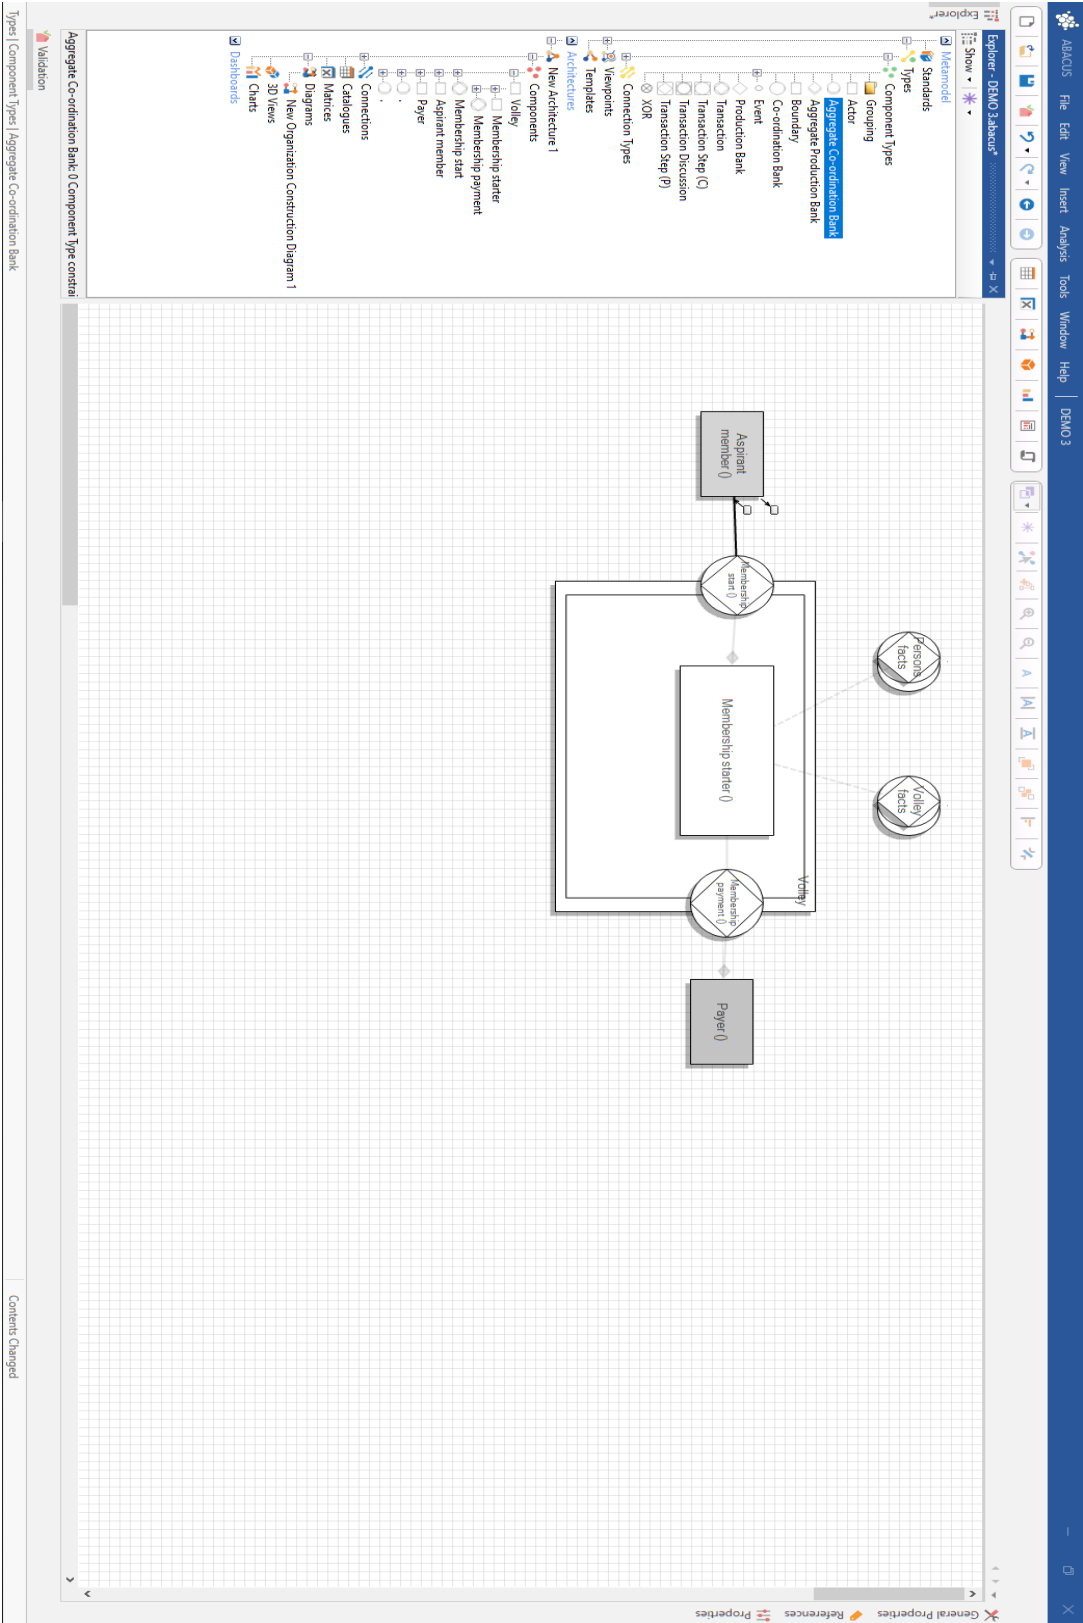 ABACUS File Edit View Insert Analysis Tools Window Help DEMO 3
Explorer*
Explorer - DEMO 3.abacus*
Show
Metamodel
Standards
Types
Component Types
Grouping
Actor
Aggregate Co-ordination Bank
Aggregate Production Bank
Co-ordination Bank
Boundary
Event
Production Bank
Transaction
Transaction Step (C)
Transaction Discussion
Transaction Step (P)
XOR
Connection Types
Viewpoints
Templates
Architectures
New Architecture 1
Components
Volley
Membership starter
Membership payment
Membership start
Aspirant member
Payer
.
.
Connections
Catalogues
Matrices
Diagrams
New Organization Construction Diagram 1
3D Views
Charts
Dashboards
Aggregate Co-ordination Bank: 0 Component Type constrai
Validation
Types | Component Types | Aggregate Co-ordination Bank
Contents Changed
Persons
facts
Volley
facts
Volley
Aspirant
member ()
Membership
start ()
Membership starter ()
Membership
payment ()
Payer ()
General Properties
References
Properties